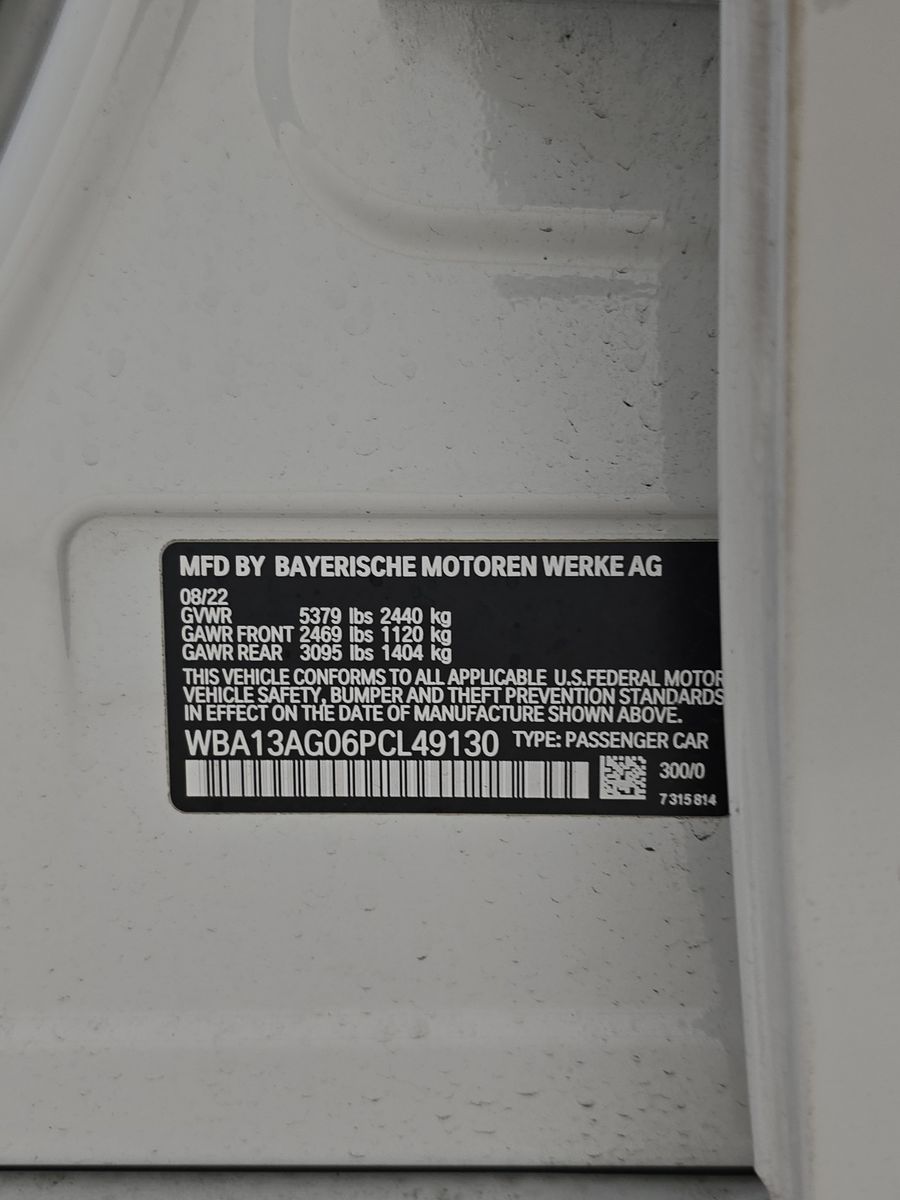 MFD BY BAYERISCHE MOTOREN WERKE AG
08/22
GVWR 5379 lbs 2440 kg
GAWR FRONT 2469 lbs 1120 kg
GAWR REAR 3095 lbs 1404 kg
THIS VEHICLE CONFORMS TO ALL APPLICABLE U.S.FEDERAL MOTOR
VEHICLE SAFETY, BUMPER AND THEFT PREVENTION STANDARDS
IN EFFECT ON THE DATE OF MANUFACTURE SHOWN ABOVE.
WBA13AG06PCL49130 TYPE: PASSENGER CAR
300/0
7 315 814